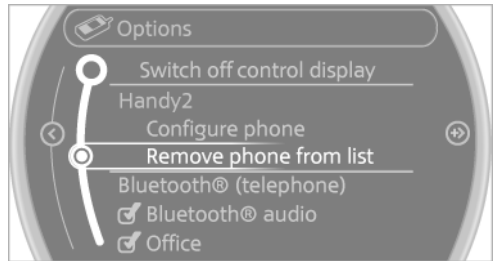 Options
Switch off control display
Handy2
Configure phone
Remove phone from list
Bluetooth® (telephone)
Bluetooth® audio
Office